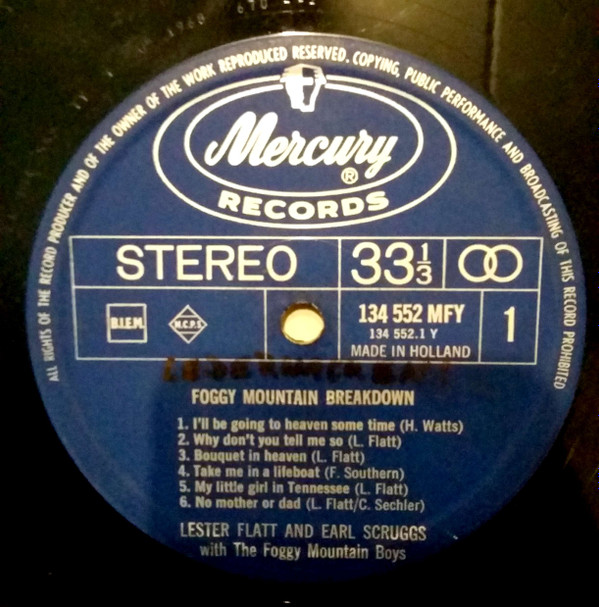 1968 670
ALL RIGHTS OF THE RECORD PRODUCER AND OF THE OWNER OF THE WORK REPRODUCED RESERVED. COPYING, PUBLIC PERFORMANCE AND BROADCASTING OF THIS RECORD PROHIBITED
Mercury
®
RECORDS
STEREO
33 1/3
B.I.E.M.
M.C.P.S.
134 552 MFY
134 552.1 Y
MADE IN HOLLAND
1
FOGGY MOUNTAIN BREAKDOWN
1. I'll be going to heaven some time (H. Watts)
2. Why don't you tell me so (L. Flatt)
3. Bouquet in heaven (L. Flatt)
4. Take me in a lifeboat (F. Southern)
5. My little girl in Tennessee (L. Flatt)
6. No mother or dad (L. Flatt/C. Sechler)
LESTER FLATT AND EARL SCRUGGS
with The Foggy Mountain Boys